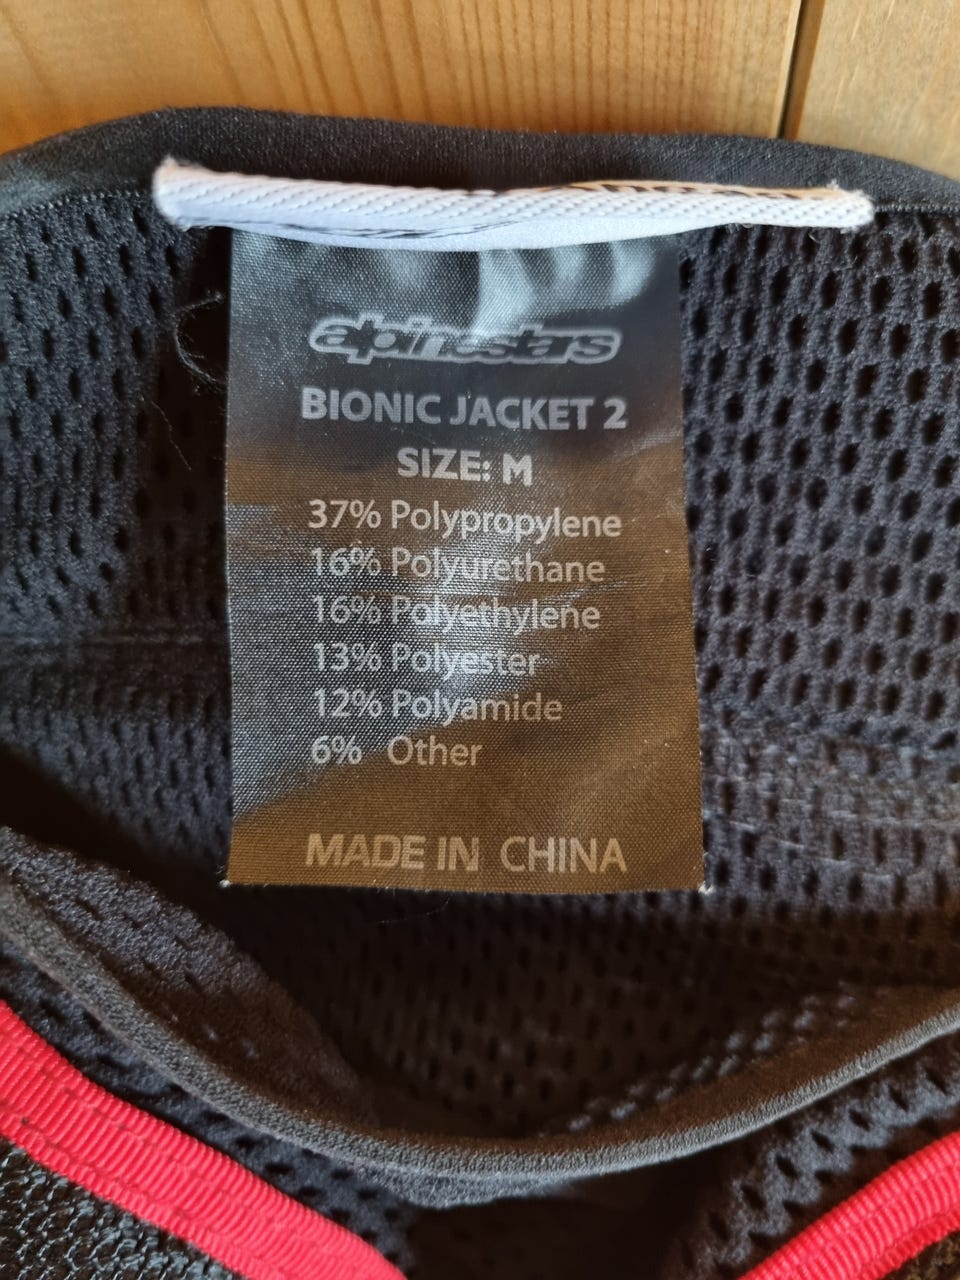 alpinestars
BIONIC JACKET 2
SIZE: M
37% Polypropylene
16% Polyurethane
16% Polyethylene
13% Polyester
12% Polyamide
6% Other
MADE IN CHINA